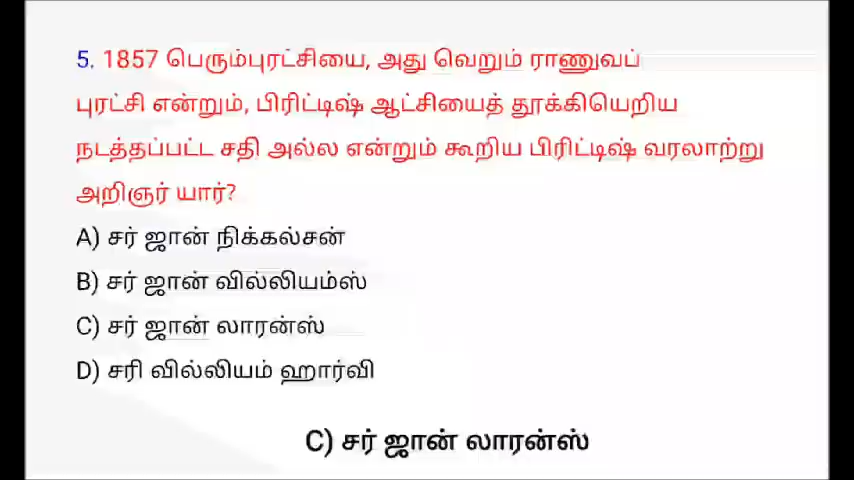 5. 1857 பெரும்புரட்சியை, அது வெறும் ராணுவப்
புரட்சி என்றும், பிரிட்டிஷ் ஆட்சியைத் தூக்கியெறிய
நடத்தப்பட்ட சதி அல்ல என்றும் கூறிய பிரிட்டிஷ் வரலாற்று
அறிஞர் யார்?
A) சர் ஜான் நிக்கல்சன்
B) சர் ஜான் வில்லியம்ஸ்
C) சர் ஜான் லாரன்ஸ்
D) சரி வில்லியம் ஹார்வி
C) சர் ஜான் லாரன்ஸ்